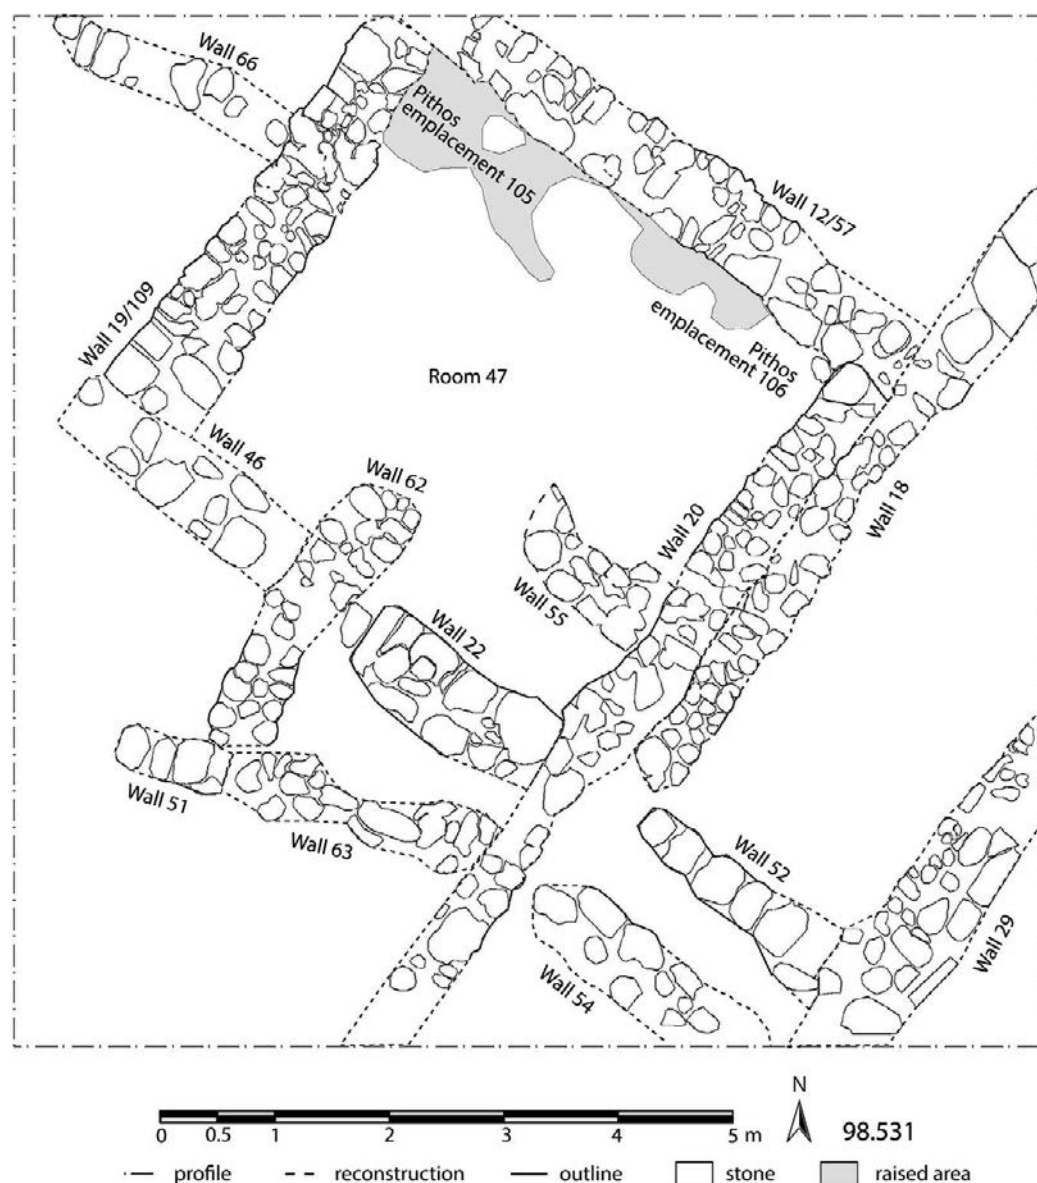 Wall 66
Pithos
emplacement 105
Wall 12/57
Wall 19/109
Pithos
emplacement 106
Room 47
Wall 46
Wall 62
Wall 20
Wall 18
Wall 55
Wall 22
Wall 51
Wall 63
Wall 52
Wall 29
Wall 54
N
0 0.5 1 2 3 4 5 m
98.531
profile reconstruction outline stone raised area